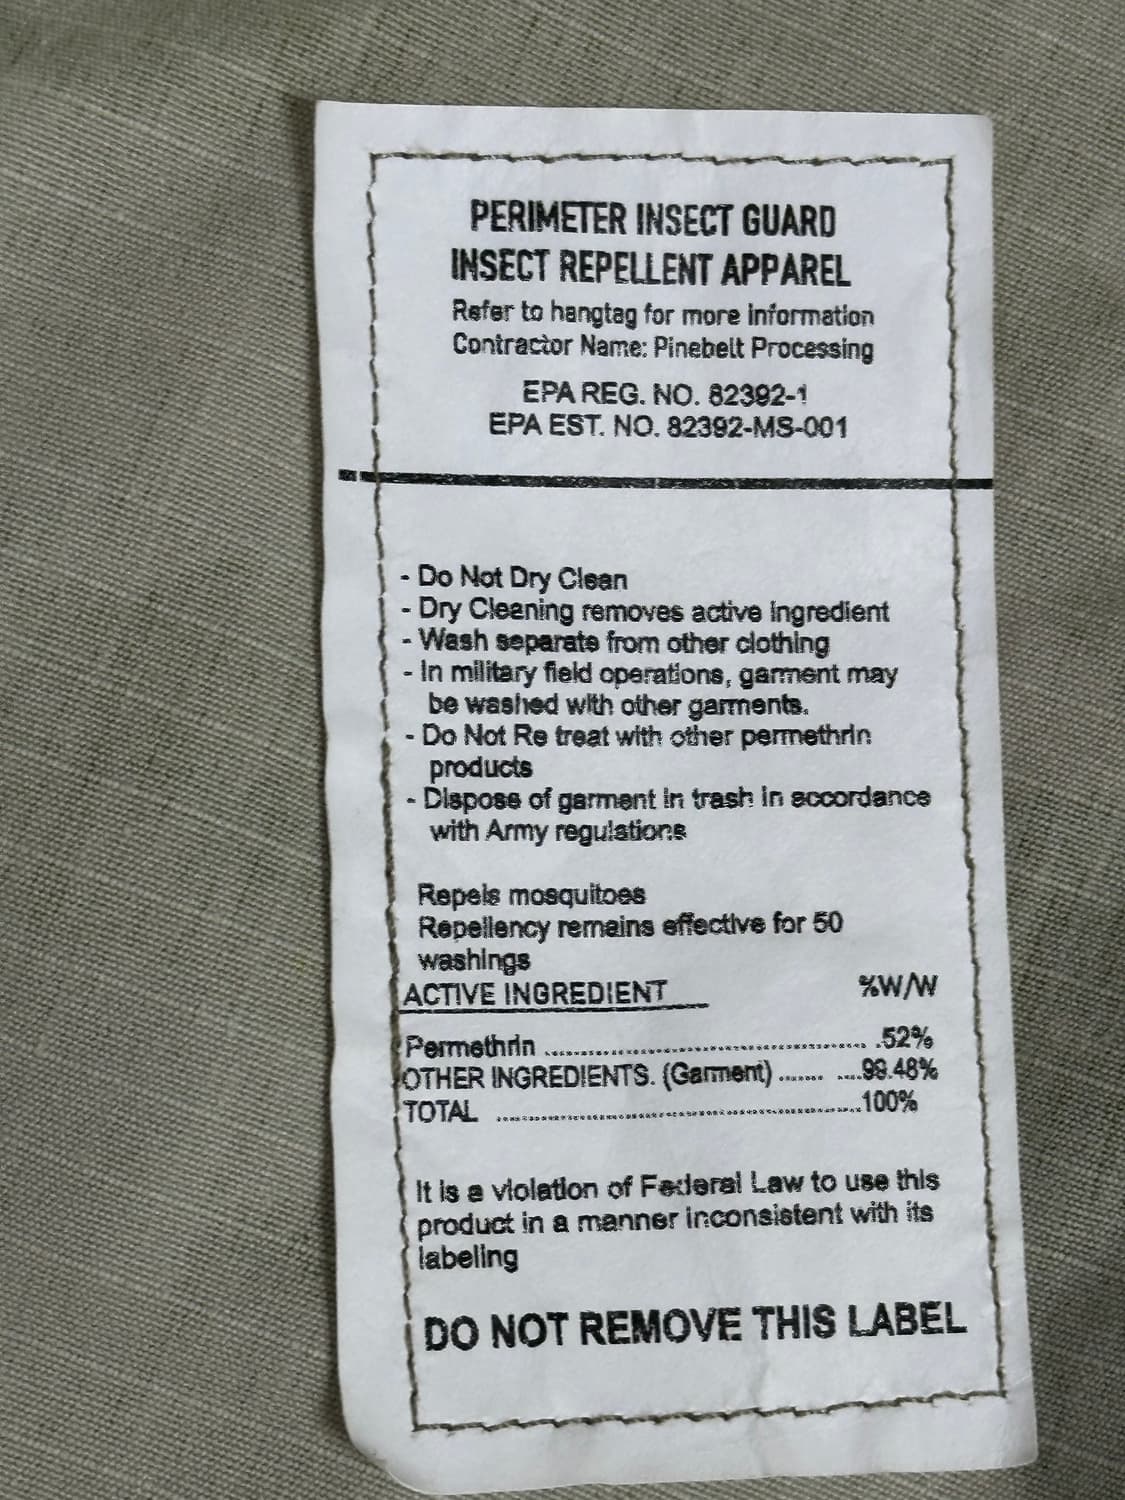 PERIMETER INSECT GUARD
INSECT REPELLENT APPAREL
Refer to hangtag for more information
Contractor Name: Pinebelt Processing
EPA REG. NO. 82392-1
EPA EST. NO. 82392-MS-001
- Do Not Dry Clean
- Dry Cleaning removes active ingredient
- Wash separate from other clothing
- In military field operations, garment may
be washed with other garments.
- Do Not Re treat with other permethrin
products
- Dispose of garment in trash in accordance
with Army regulations
Repels mosquitoes
Repellency remains effective for 50
washings
ACTIVE INGREDIENT %W/W
Permethrin .......... .52%
OTHER INGREDIENTS. (Garment) ....... ....99.48%
TOTAL ..........100%
It is a violation of Federal Law to use this
product in a manner inconsistent with its
labeling
DO NOT REMOVE THIS LABEL